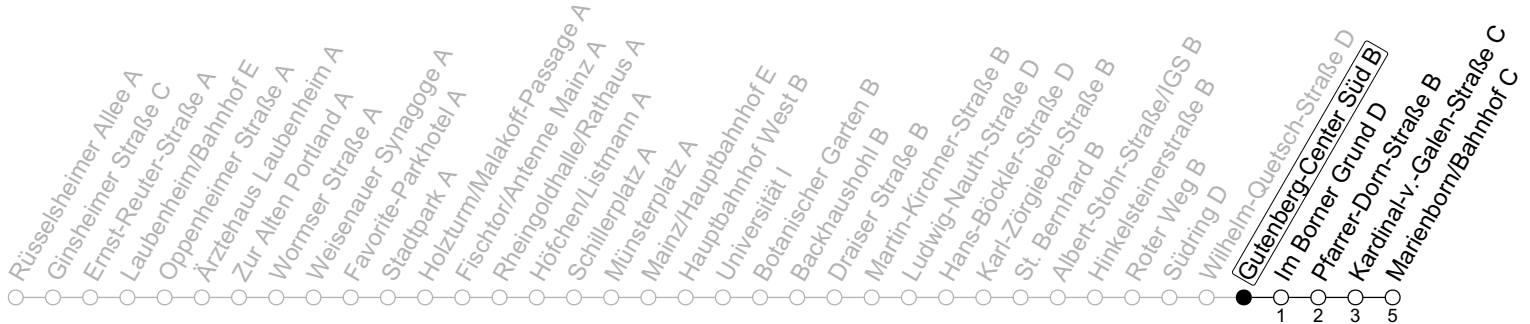 Rüsselsheimer Allee A
Ginsheimer Straße C
Ernst-Reuter-Straße A
Laubenheim/Bahnhof E
Oppenheimer Straße A
Ärztehaus Laubenheim A
Zur Alten Portland A
Wormser Straße A
Weisenauer Synagoge A
Favorite-Parkhotel A
Stadtpark A
Holzturm/Malakoff-Passage A
Fischtor/Antenne Mainz A
Rheingoldhalle/Rathaus A
Höfchen/Listmann A
Schillerplatz A
Münsterplatz A
Mainz/Hauptbahnhof E
Hauptbahnhof West B
Universität I
Botanischer Garten B
Backhaushohl B
Draiser Straße B
Martin-Kirchner-Straße B
Ludwig-Nauth-Straße D
Hans-Böckler-Straße D
Karl-Zörgiebel-Straße B
St. Bernhard B
Albert-Stohr-Straße/IGS B
Hinkelsteinerstraße B
Roter Weg B
Südring D
Wilhelm-Quetsch-Straße D
Gutenberg-Center Süd B
Im Borner Grund D
Pfarrer-Dorn-Straße B
Kardinal-v.-Galen-Straße C
Marienborn/Bahnhof C
1 2 3 5